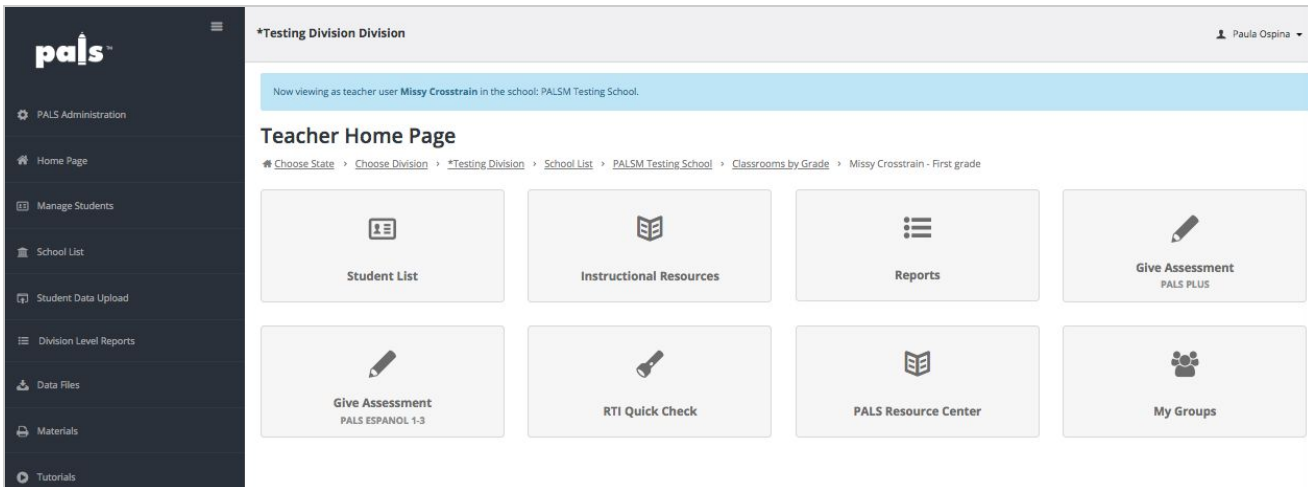 pals™
*Testing Division Division
Paula Ospina
PALS Administration
Home Page
Manage Students
School List
Student Data Upload
Division Level Reports
Data Files
Materials
Tutorials
Now viewing as teacher user Missy Crosstrain in the school: PALSM Testing School.
Teacher Home Page
Choose State > Choose Division > *Testing Division > School List > PALSM Testing School > Classrooms by Grade > Missy Crosstrain - First grade
Student List
Instructional Resources
Reports
Give Assessment
PALS PLUS
Give Assessment
PALS ESPANOL 1-3
RTI Quick Check
PALS Resource Center
My Groups